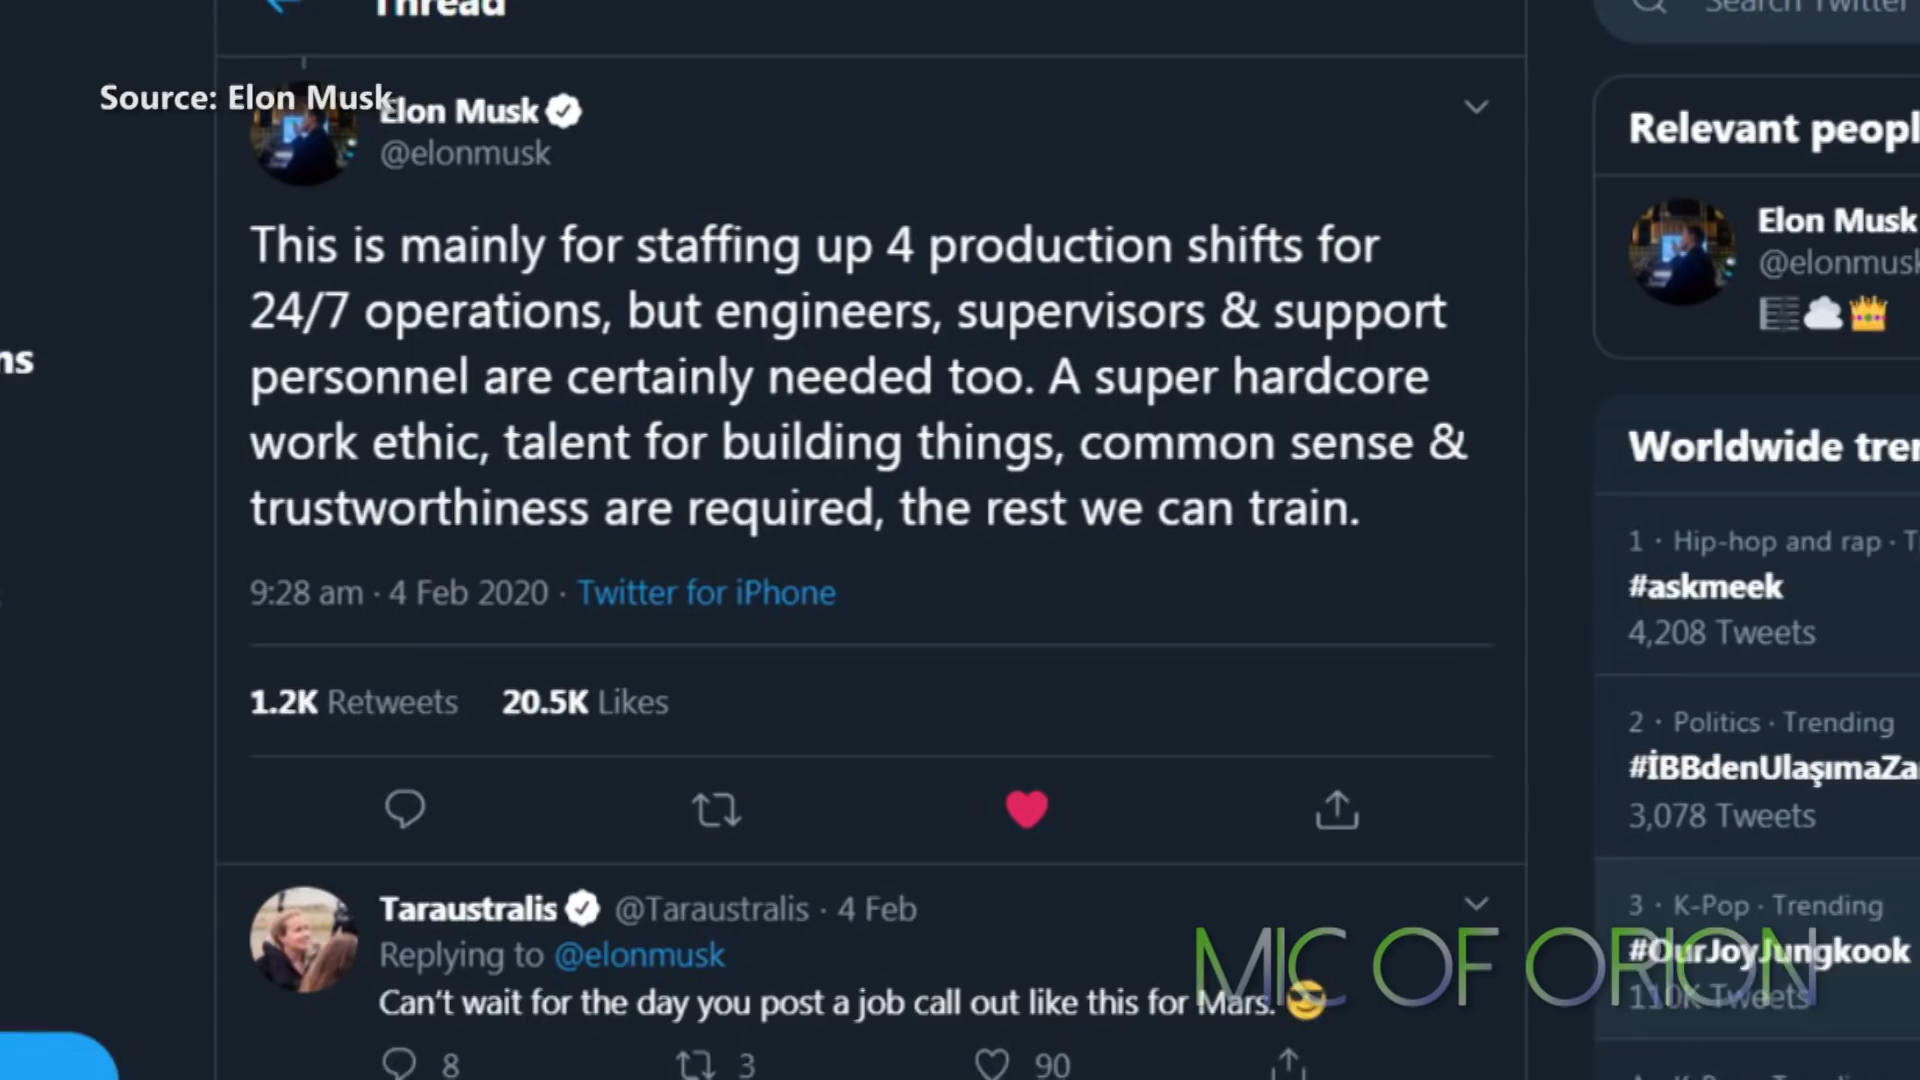 Thread
Search Twitter
Source: Elon Musk
Elon Musk
@elonmusk
This is mainly for staffing up 4 production shifts for
24/7 operations, but engineers, supervisors & support
personnel are certainly needed too. A super hardcore
work ethic, talent for building things, common sense &
trustworthiness are required, the rest we can train.
9:28 am · 4 Feb 2020 · Twitter for iPhone
1.2K Retweets 20.5K Likes
Taraustralis @Taraustralis · 4 Feb
Replying to @elonmusk
Can't wait for the day you post a job call out like this for Mars. 😎
8 3 90
Relevant peopl
Elon Musk
@elonmusk
Worldwide tre
1 · Hip-hop and rap · T
#askmeek
4,208 Tweets
2 · Politics · Trending
#İBBdenUlaşımaZa
3,078 Tweets
3 · K-Pop · Trending
#OurJoyJungkook
110K Tweets
ns
MIC OF ORION